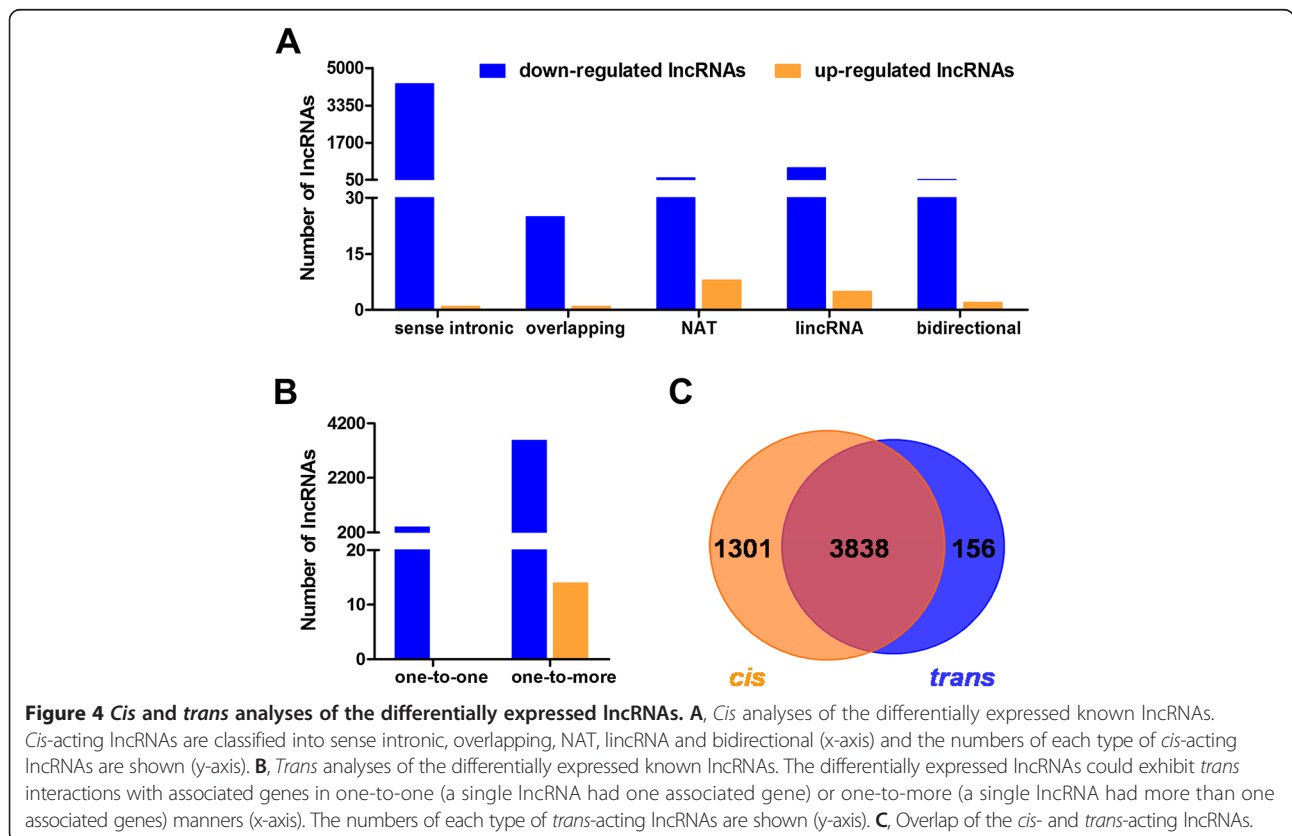 A
down-regulated lncRNAs
up-regulated lncRNAs
Number of lncRNAs
5000
3350
1700
50
30
15
0
sense intronic
overlapping
NAT
lincRNA
bidirectional
B
Number of lncRNAs
4200
2200
200
20
10
0
one-to-one
one-to-more
C
1301
3838
156
cis
trans
Figure 4 Cis and trans analyses of the differentially expressed lncRNAs. A, Cis analyses of the differentially expressed known lncRNAs.
Cis-acting lncRNAs are classified into sense intronic, overlapping, NAT, lincRNA and bidirectional (x-axis) and the numbers of each type of cis-acting
lncRNAs are shown (y-axis). B, Trans analyses of the differentially expressed known lncRNAs. The differentially expressed lncRNAs could exhibit trans
interactions with associated genes in one-to-one (a single lncRNA had one associated gene) or one-to-more (a single lncRNA had more than one
associated genes) manners (x-axis). The numbers of each type of trans-acting lncRNAs are shown (y-axis). C, Overlap of the cis- and trans-acting lncRNAs.